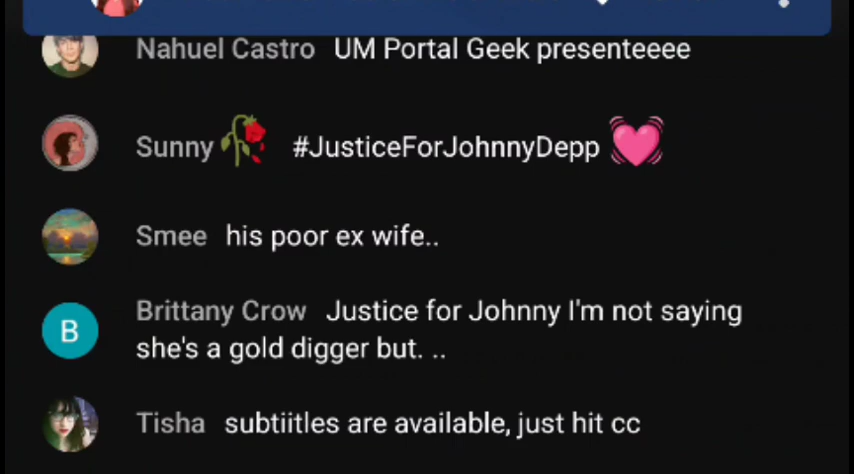 Nahuel Castro UM Portal Geek presenteeee
Sunny🥀 #JusticeForJohnnyDepp 💓
Smee his poor ex wife..
Brittany Crow Justice for Johnny I'm not saying
she's a gold digger but. ..
B
Tisha subtiitles are available, just hit cc